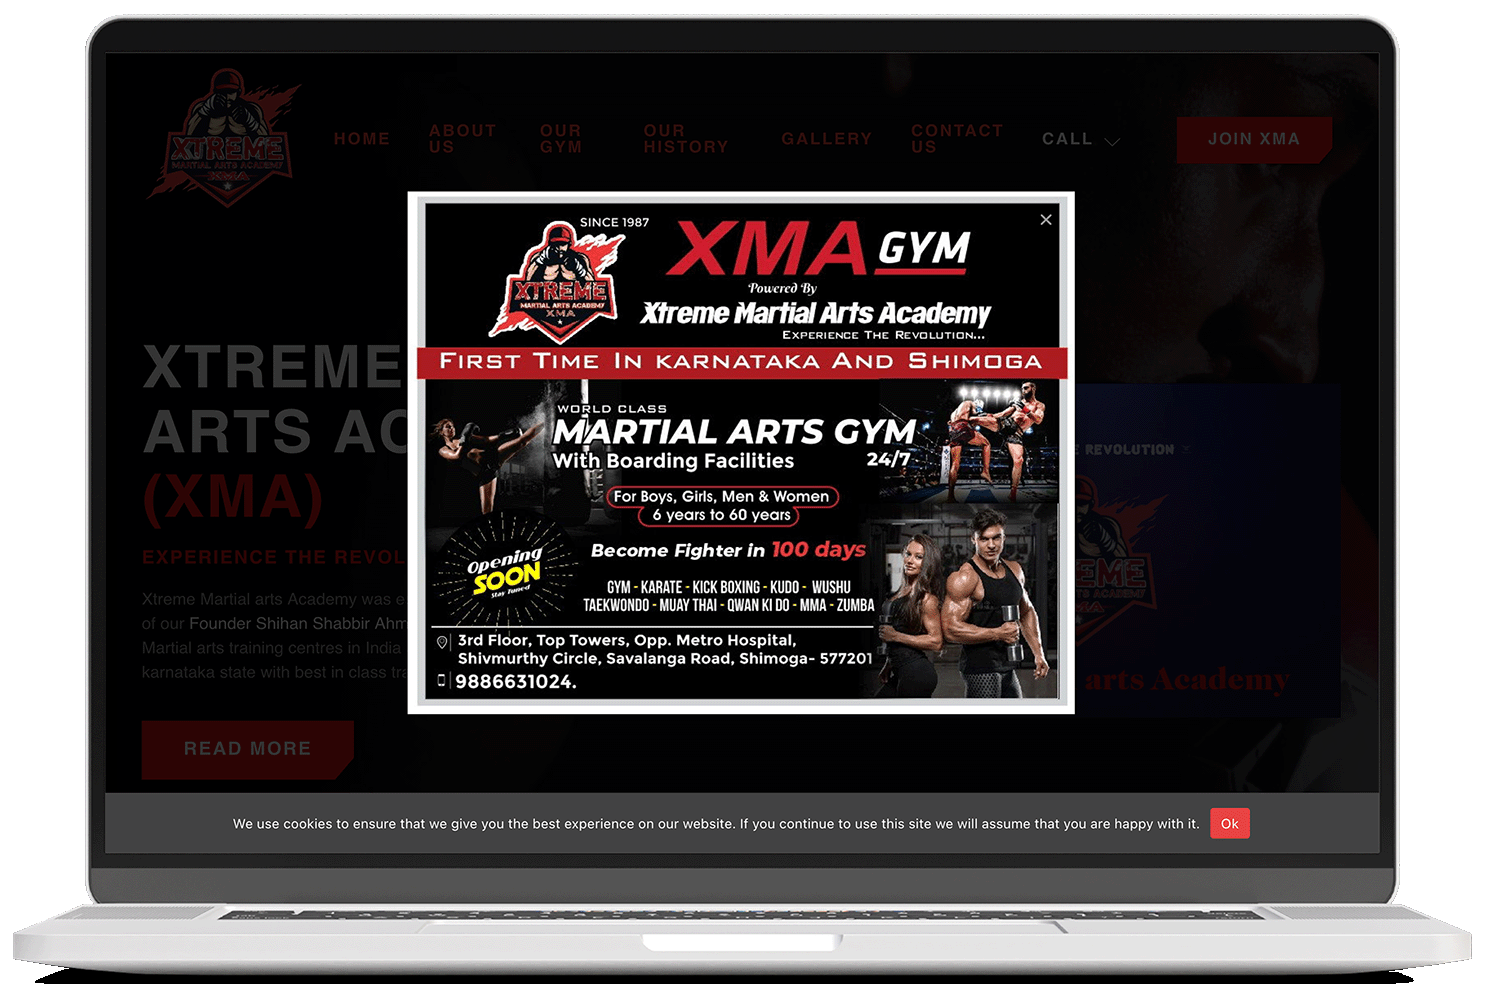 XTREME
MARTIAL ARTS ACADEMY
XMA
HOME
ABOUT US
OUR GYM
OUR HISTORY
GALLERY
CONTACT US
CALL
JOIN XMA
XTREME
ARTS AC
(XMA)
EXPERIENCE THE REVOL
Xtreme Martial arts Academy was e
of our Founder Shihan Shabbir Ahm
Martial arts training centres in India
karnataka state with best in class tra
READ MORE
SINCE 1987
XTREME
MARTIAL ARTS ACADEMY
XMA
XMA GYM
Powered By
Xtreme Martial Arts Academy
EXPERIENCE THE REVOLUTION...
FIRST TIME IN KARNATAKA AND SHIMOGA
WORLD CLASS
MARTIAL ARTS GYM
With Boarding Facilities 24/7
For Boys, Girls, Men & Women
6 years to 60 years
Become Fighter in 100 days
Opening
SOON
Stay Tuned
GYM - KARATE - KICK BOXING - KUDO - WUSHU
TAEKWONDO - MUAY THAI - QWAN KI DO - MMA - ZUMBA
3rd Floor, Top Towers, Opp. Metro Hospital,
Shivmurthy Circle, Savalanga Road, Shimoga- 577201
9886631024.
E REVOLUTION
EME
arts Academy
We use cookies to ensure that we give you the best experience on our website. If you continue to use this site we will assume that you are happy with it. Ok